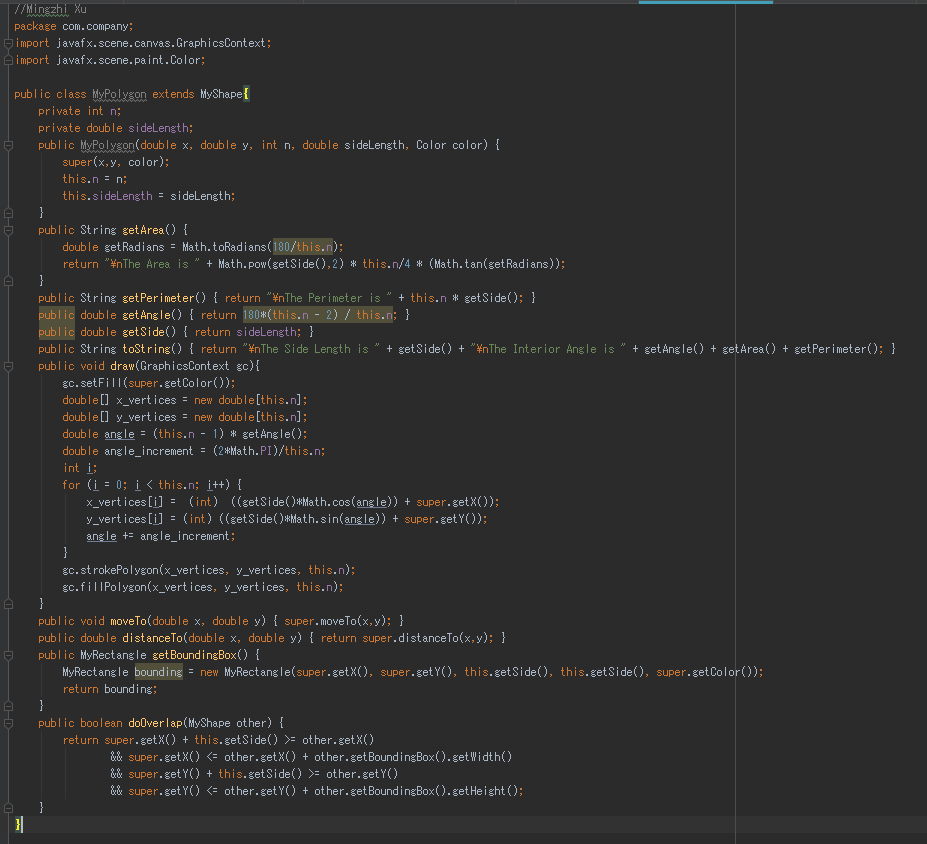 //Mingzhi Xu
package com.company;
import javafx.scene.canvas.GraphicsContext;
import javafx.scene.paint.Color;
public class MyPolygon extends MyShape{
private int n;
private double sideLength;
public MyPolygon(double x, double y, int n, double sideLength, Color color) {
super(x,y, color);
this.n = n;
this.sideLength = sideLength;
}
public String getArea() {
double getRadians = Math.toRadians(180/this.n);
return "¥nThe Area is " + Math.pow(getSide(),2) * this.n/4 * (Math.tan(getRadians));
}
public String getPerimeter() { return "¥nThe Perimeter is " + this.n * getSide(); }
public double getAngle() { return 180*(this.n - 2) / this.n; }
public double getSide() { return sideLength; }
public String toString() { return "¥nThe Side Length is " + getSide() + "¥nThe Interior Angle is " + getAngle() + getArea() + getPerimeter(); }
public void draw(GraphicsContext gc){
gc.setFill(super.getColor());
double[] x_vertices = new double[this.n];
double[] y_vertices = new double[this.n];
double angle = (this.n - 1) * getAngle();
double angle_increment = (2*Math.PI)/this.n;
int i;
for (i = 0; i < this.n; i++) {
x_vertices[i] =  (int)  ((getSide()*Math.cos(angle)) + super.getX());
y_vertices[i] = (int) ((getSide()*Math.sin(angle)) + super.getY());
angle += angle_increment;
}
gc.strokePolygon(x_vertices, y_vertices, this.n);
gc.fillPolygon(x_vertices, y_vertices, this.n);
}
public void moveTo(double x, double y) { super.moveTo(x,y); }
public double distanceTo(double x, double y) { return super.distanceTo(x,y); }
public MyRectangle getBoundingBox() {
MyRectangle bounding = new MyRectangle(super.getX(), super.getY(), this.getSide(), this.getSide(), super.getColor());
return bounding;
}
public boolean doOverlap(MyShape other) {
return super.getX() + this.getSide() >= other.getX()
&& super.getX() <= other.getX() + other.getBoundingBox().getWidth()
&& super.getY() + this.getSide() >= other.getY()
&& super.getY() <= other.getY() + other.getBoundingBox().getHeight();
}
}